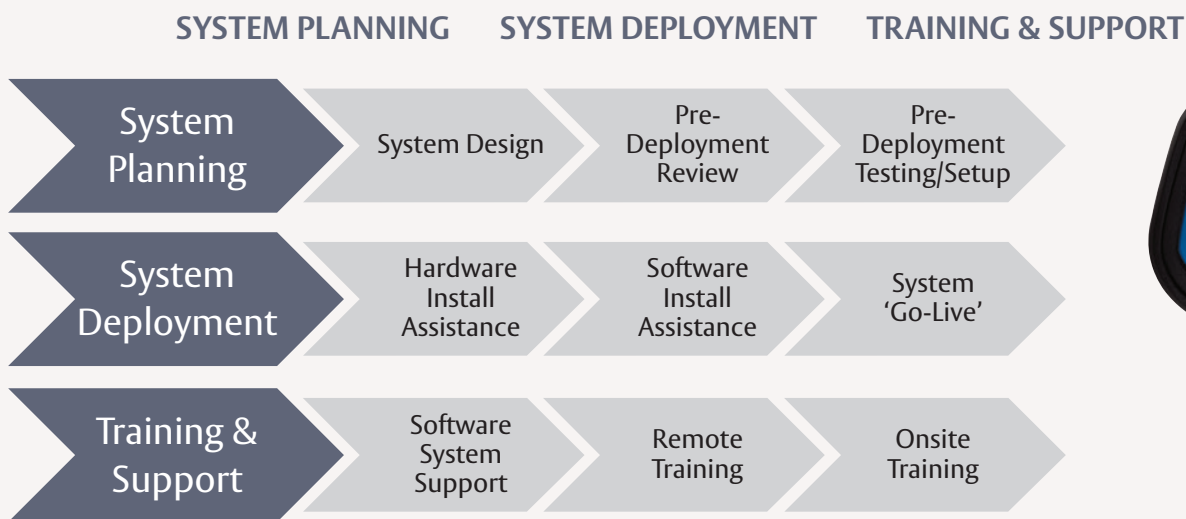 SYSTEM PLANNING SYSTEM DEPLOYMENT TRAINING & SUPPORT
System
Planning
System Design
Pre-
Deployment
Review
Pre-
Deployment
Testing/Setup
System
Deployment
Hardware
Install
Assistance
Software
Install
Assistance
System
‘Go-Live’
Training &
Support
Software
System
Support
Remote
Training
Onsite
Training